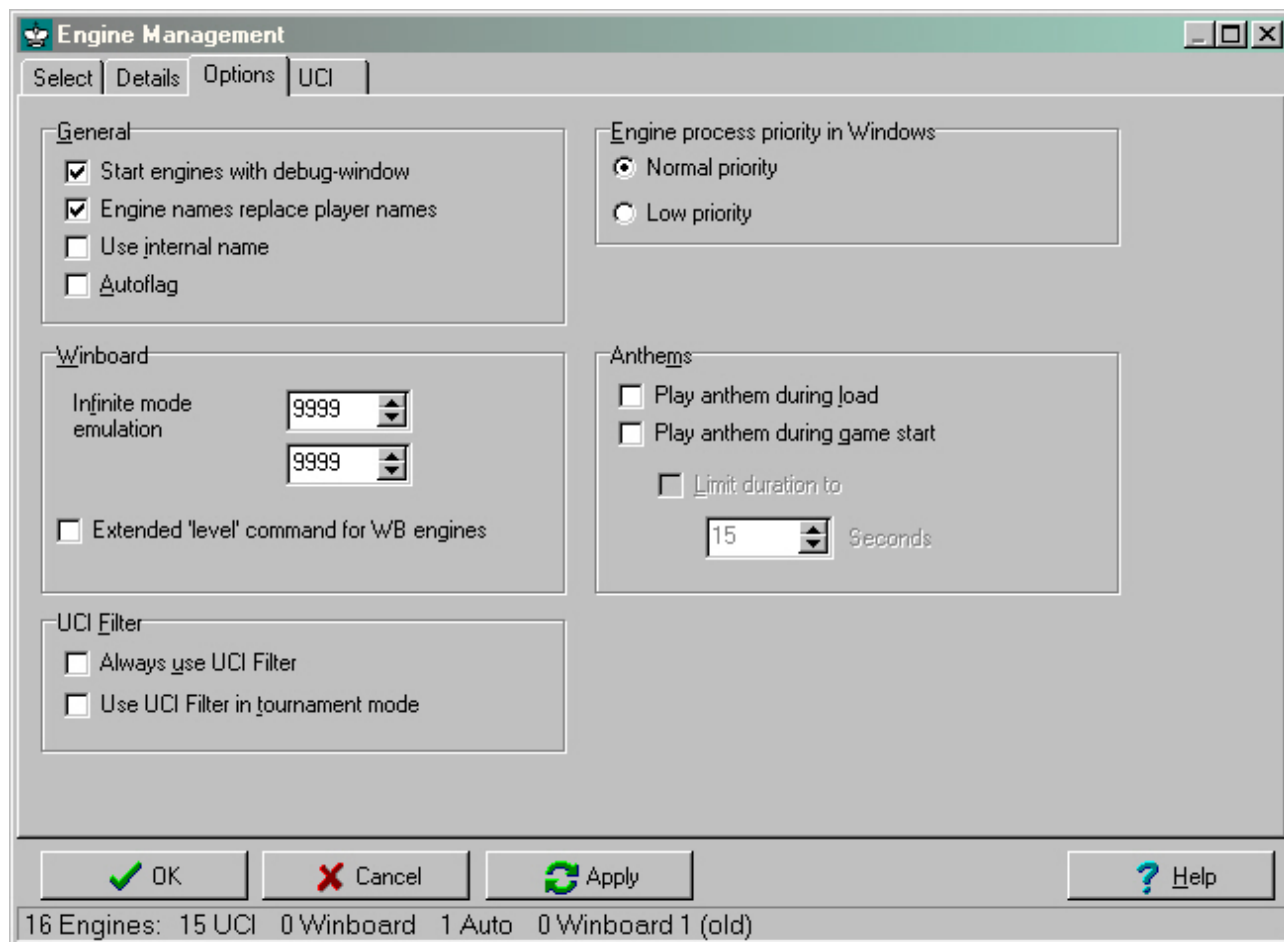 Engine Management
Select Details Options UCI
General
Start engines with debug-window
Engine names replace player names
Use internal name
Autoflag
Engine process priority in Windows
Normal priority
Low priority
Winboard
Infinite mode
emulation
9999
9999
Extended 'level' command for WB engines
Anthems
Play anthem during load
Play anthem during game start
Limit duration to
15 Seconds
UCI Filter
Always use UCI Filter
Use UCI Filter in tournament mode
OK Cancel Apply Help
16 Engines: 15 UCI 0 Winboard 1 Auto 0 Winboard 1 (old)